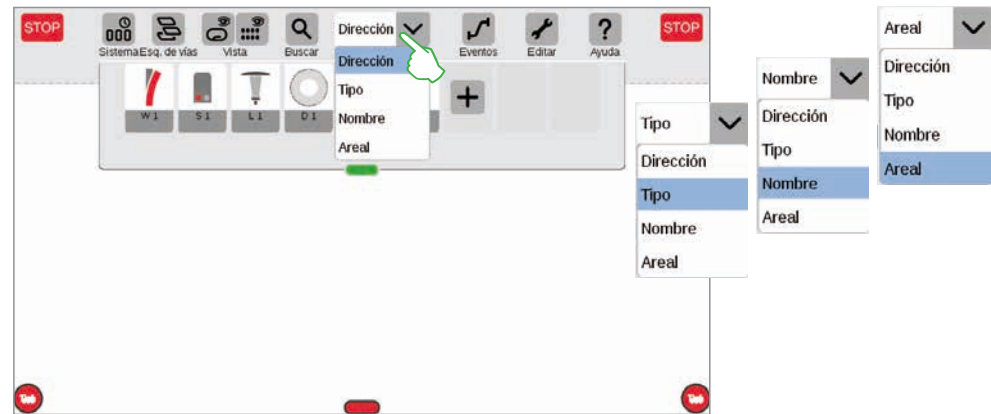 STOP
Sistema Esq. de vías Vista Buscar
Dirección
Eventos Editar Ayuda
STOP
Dirección
Tipo
Nombre
Areal
W 1 S 1 L 1 D 1
Tipo
Dirección
Tipo
Nombre
Areal
Nombre
Dirección
Tipo
Nombre
Areal
Areal
Dirección
Tipo
Nombre
Areal